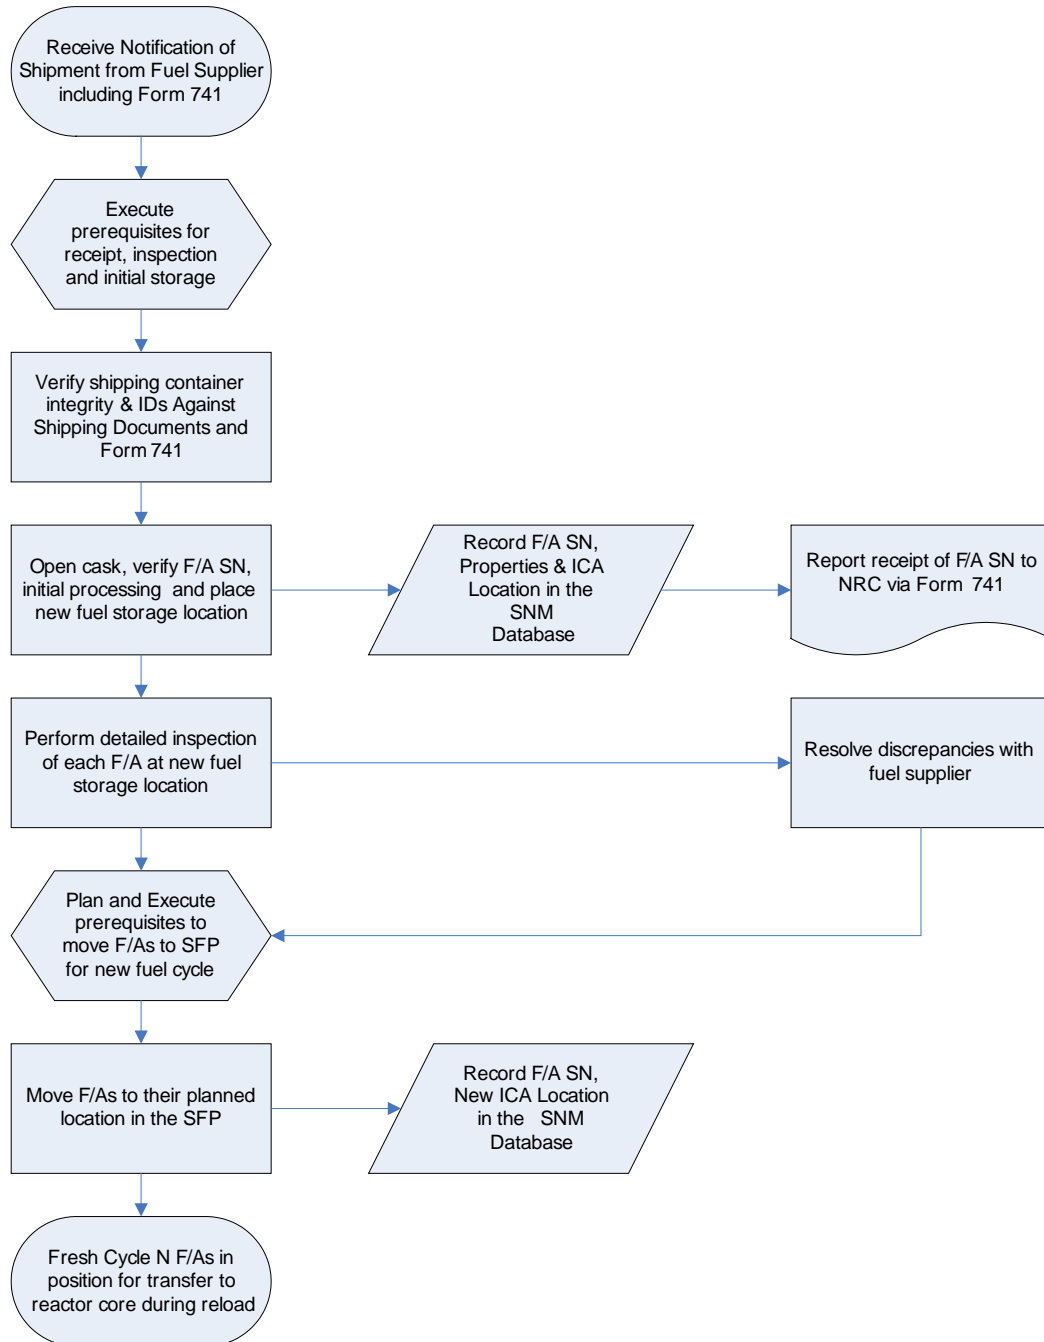 Receive Notification of
Shipment from Fuel Supplier
including Form 741
Execute
prerequisites for
receipt, inspection
and initial storage
Verify shipping container
integrity & IDs Against
Shipping Documents and
Form 741
Open cask, verify F/A SN,
initial processing and place
new fuel storage location
Record F/A SN,
Properties & ICA
Location in the
SNM
Database
Report receipt of F/A SN to
NRC via Form 741
Perform detailed inspection
of each F/A at new fuel
storage location
Resolve discrepancies with
fuel supplier
Plan and Execute
prerequisites to
move F/As to SFP
for new fuel cycle
Move F/As to their planned
location in the SFP
Record F/A SN,
New ICA Location
in the SNM
Database
Fresh Cycle N F/As in
position for transfer to
reactor core during reload